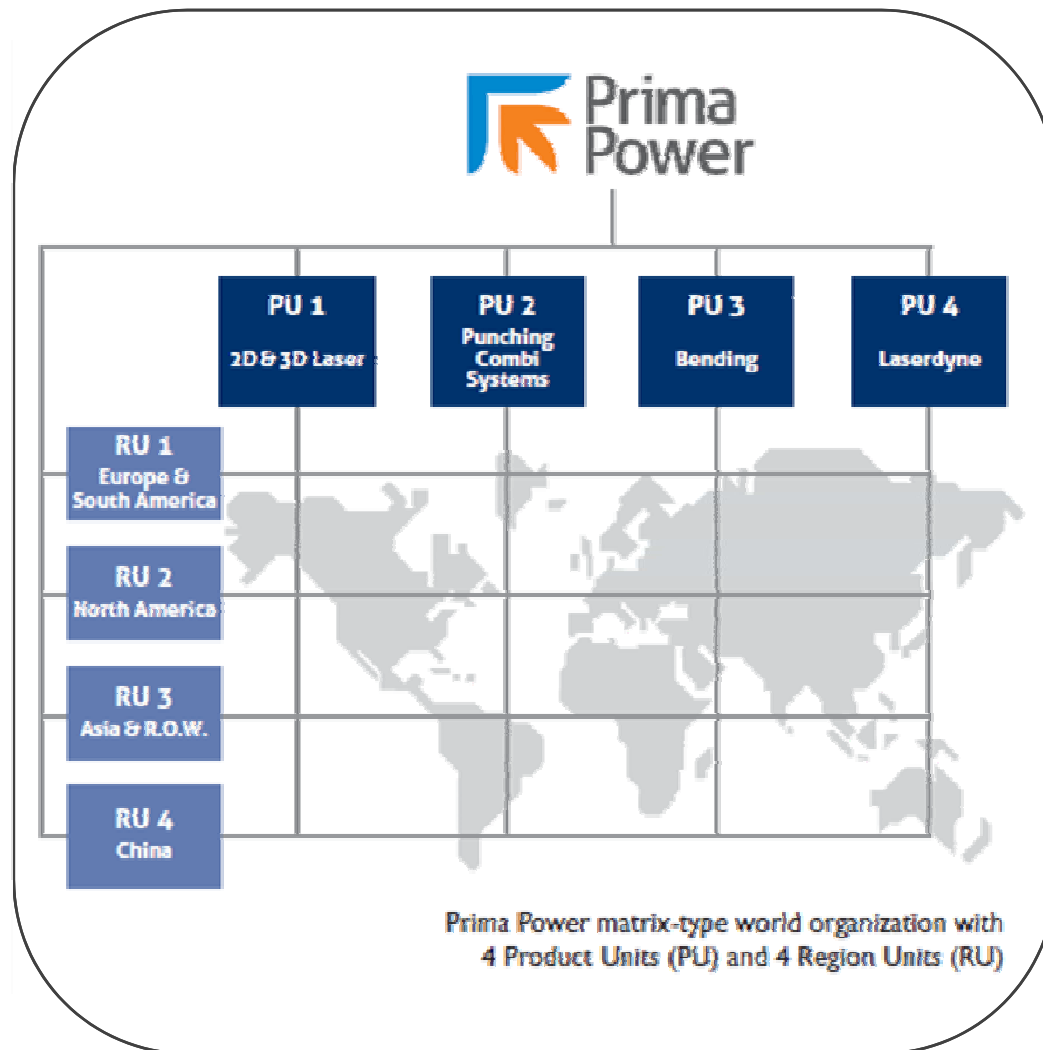 Prima
Power
PU 1
2D & 3D Laser
PU 2
Punching
Combi
Systems
PU 3
Bending
PU 4
Laserdyne
RU 1
Europe &
South America
RU 2
North America
RU 3
Asia & R.O.W.
RU 4
China
Prima Power matrix-type world organization with
4 Product Units (PU) and 4 Region Units (RU)